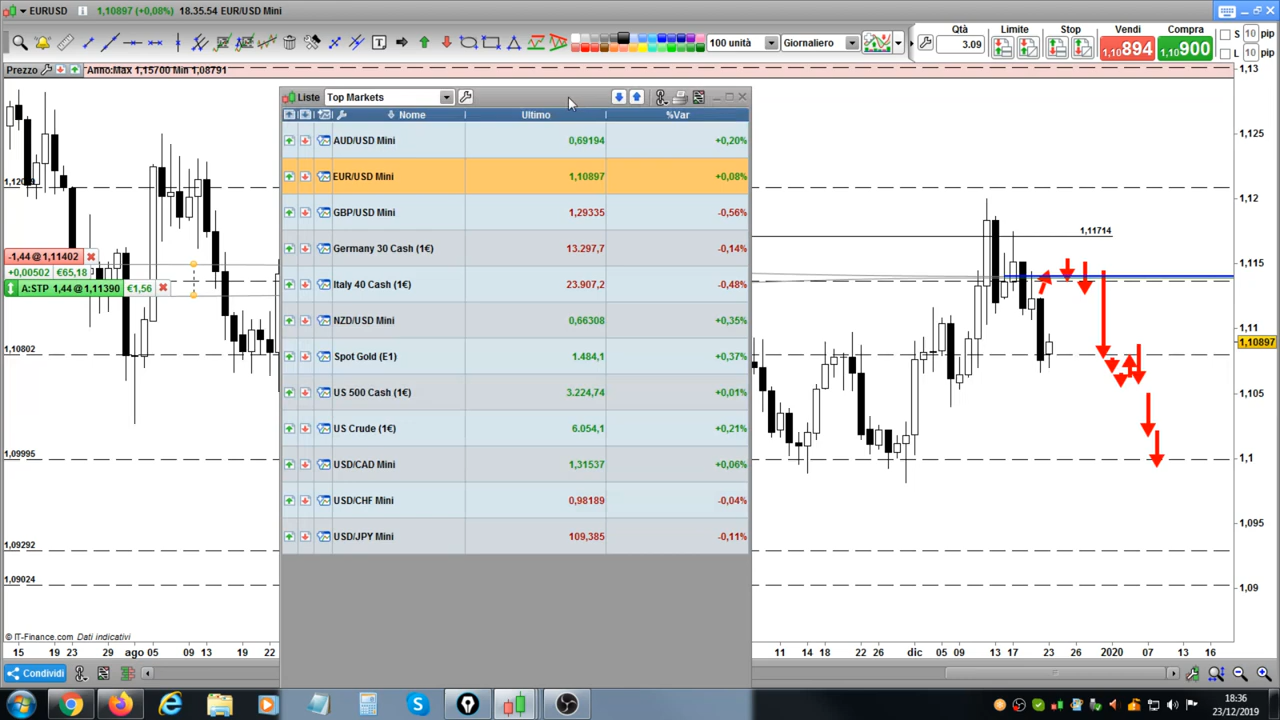 EURUSD 1,10897 (+0,08%) 18.35.54 EUR/USD Mini
100 unità Giornaliero Qtà 3.09 Limite Stop Vendi 1,10894 Compra 1,10900 S 10 pip
L 10 pip
Prezzo Anno:Max 1,15700 Min 1,08791
Liste Top Markets
Nome Ultimo %Var
AUD/USD Mini 0,69194 +0,20%
EUR/USD Mini 1,10897 +0,08%
GBP/USD Mini 1,29335 -0,56%
Germany 30 Cash (1€) 13.297,7 -0,14%
Italy 40 Cash (1€) 23.907,2 -0,48%
NZD/USD Mini 0,66308 +0,35%
Spot Gold (E1) 1.484,1 +0,37%
US 500 Cash (1€) 3.224,74 +0,01%
US Crude (1€) 6.054,1 +0,21%
USD/CAD Mini 1,31537 +0,06%
USD/CHF Mini 0,98189 -0,04%
USD/JPY Mini 109,385 -0,11%
-1,44 @ 1,11402
+0,00502 €65,18
A:STP 1,44 @ 1,11390 €1,56
1,10802
1,09995
1,09292
1,09024
1,11714
1,13
1,125
1,12
1,115
1,11
1,10897
1,105
1,1
1,095
1,09
© IT-Finance.com Dati indicativi
15 19 23 29 ago 05 09 13 19 22 11 14 18 22 26 dic 05 09 13 17 23 26 2020 07 13 16
Condividi
18:36
23/12/2019